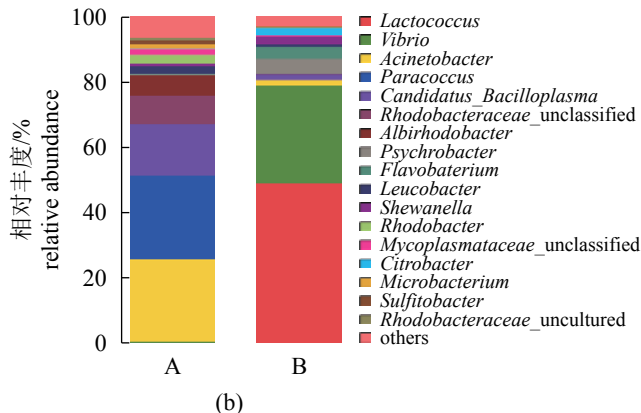 100
80
60
40
20
0
相对丰度/%
relative abundance
A
B
Lactococcus
Vibrio
Acinetobacter
Paracoccus
Candidatus_Bacilloplasma
Rhodobacteraceae_unclassified
Albirhodobacter
Psychrobacter
Flavobaterium
Leucobacter
Shewanella
Rhodobacter
Mycoplasmataceae_unclassified
Citrobacter
Microbacterium
Sulfitobacter
Rhodobacteraceae_uncultured
others
(b)